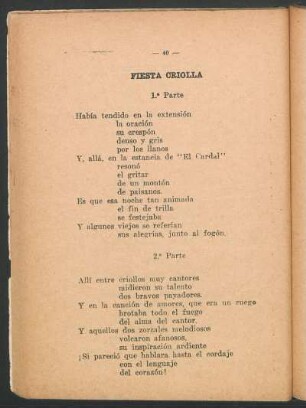 — 40 —
FIESTA CRIOLLA
1.ª Parte
Había tendido en la extensión
la oración
su crespón
denso y gris
por los llanos
Y, allá, en la estancia de "El Cardal"
resonó
el gritar
de un montón
de paisanos.
Es que esa noche tan animada
el fin de trilla
se festejaba
Y algunos viejos se referían
sus alegrías, junto al fogón.
2.ª Parte
Allí entre criollos muy cantores
midieron su talento
dos bravos payadores.
Y en la canción de amores, que era un ruego
brotaba todo el fuego
del alma del cantor.
Y aquellos dos zorzales melodiosos
volcaron afanosos,
su inspiración ardiente
¡Si pareció que hablara hasta el cordaje
con el lenguaje
del corazón!